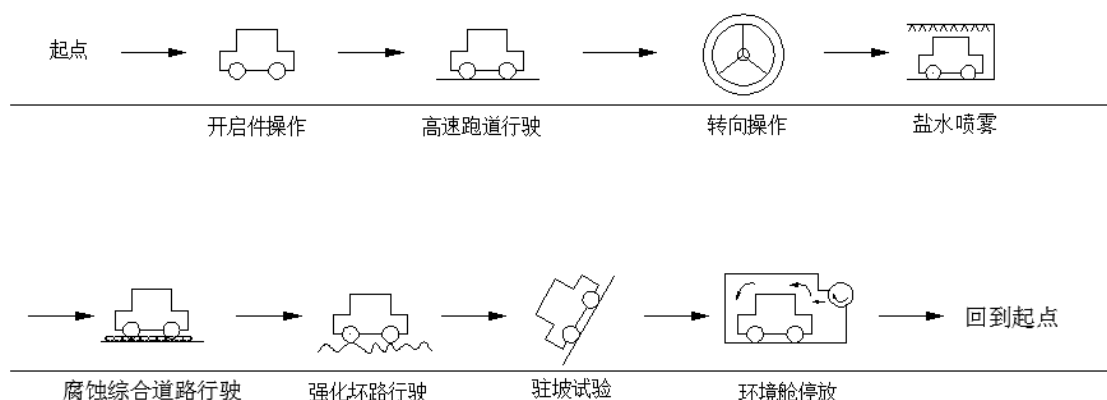 起点
开启件操作
高速跑道行驶
转向操作
盐水喷雾
回到起点
腐蚀综合道路行驶
强化坏路行驶
驻坡试验
环境舱停放